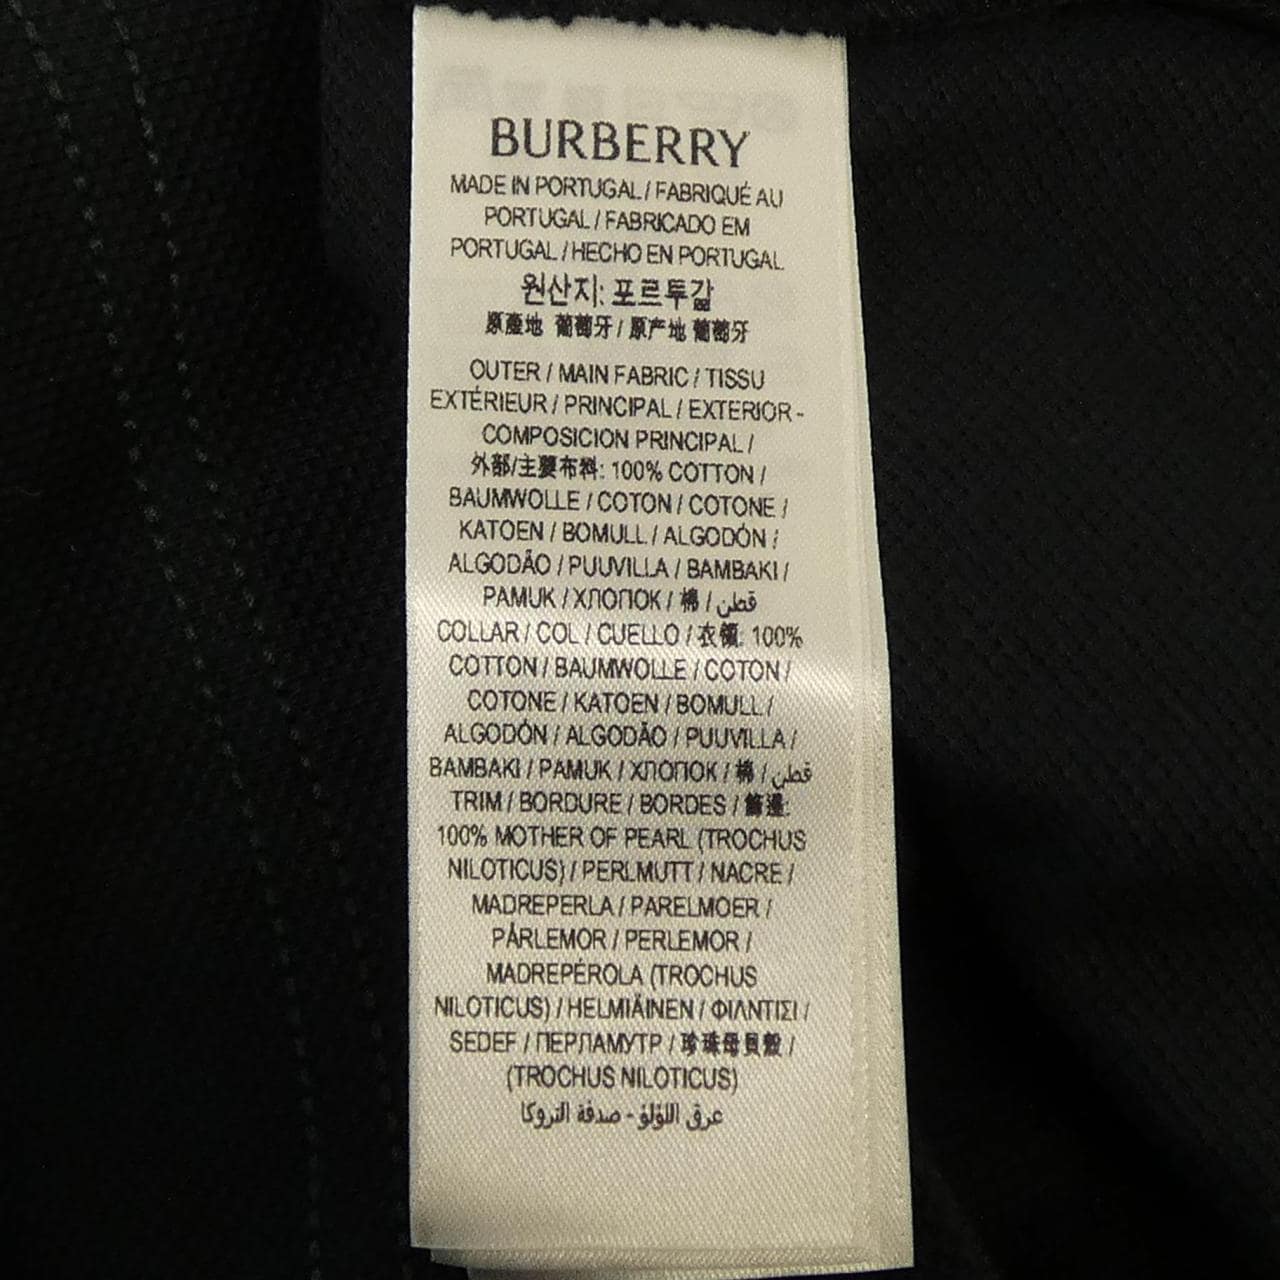 BURBERRY
MADE IN PORTUGAL / FABRIQUÉ AU
PORTUGAL / FABRICADO EM
PORTUGAL / HECHO EN PORTUGAL
원산지: 포르투갈
原產地 葡萄牙 / 原产地 葡萄牙
OUTER / MAIN FABRIC / TISSU
EXTÉRIEUR / PRINCIPAL / EXTERIOR -
COMPOSICION PRINCIPAL /
外部/主要布料: 100% COTTON /
BAUMWOLLE / COTON / COTONE /
KATOEN / BOMULL / ALGODÓN /
ALGODÃO / PUUVILLA / BAMBAKI /
PAMUK / ХЛОПОК / 棉 / قطن
COLLAR / COL / CUELLO / 衣領: 100%
COTTON / BAUMWOLLE / COTON /
COTONE / KATOEN / BOMULL /
ALGODÓN / ALGODÃO / PUUVILLA /
BAMBAKI / PAMUK / ХЛОПОК / 棉 / قطن
TRIM / BORDURE / BORDES / 飾邊:
100% MOTHER OF PEARL (TROCHUS
NILOTICUS) / PERLMUTT / NACRE /
MADREPERLA / PARELMOER /
PÄRLEMOR / PERLEMOR /
MADREPÉROLA (TROCHUS
NILOTICUS) / HELMIÄINEN / ΦΙΛΝΤΙΣΙ /
SEDEF / ПЕРЛАМУТР / 珍珠母貝殼 /
(TROCHUS NILOTICUS)
عرق اللؤلؤ - صدفة التروكا